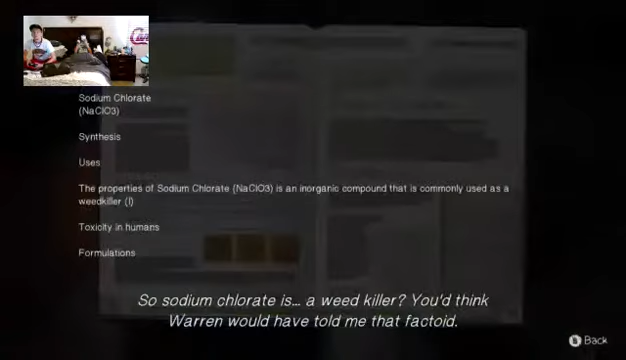 Sodium Chlorate
(NaClO3)
Synthesis
Uses
The properties of Sodium Chlorate (NaClO3) is an inorganic compound that is commonly used as a
weedkiller (!)
Toxicity in humans
Formulations
So sodium chlorate is... a weed killer? You'd think
Warren would have told me that factoid.
Back